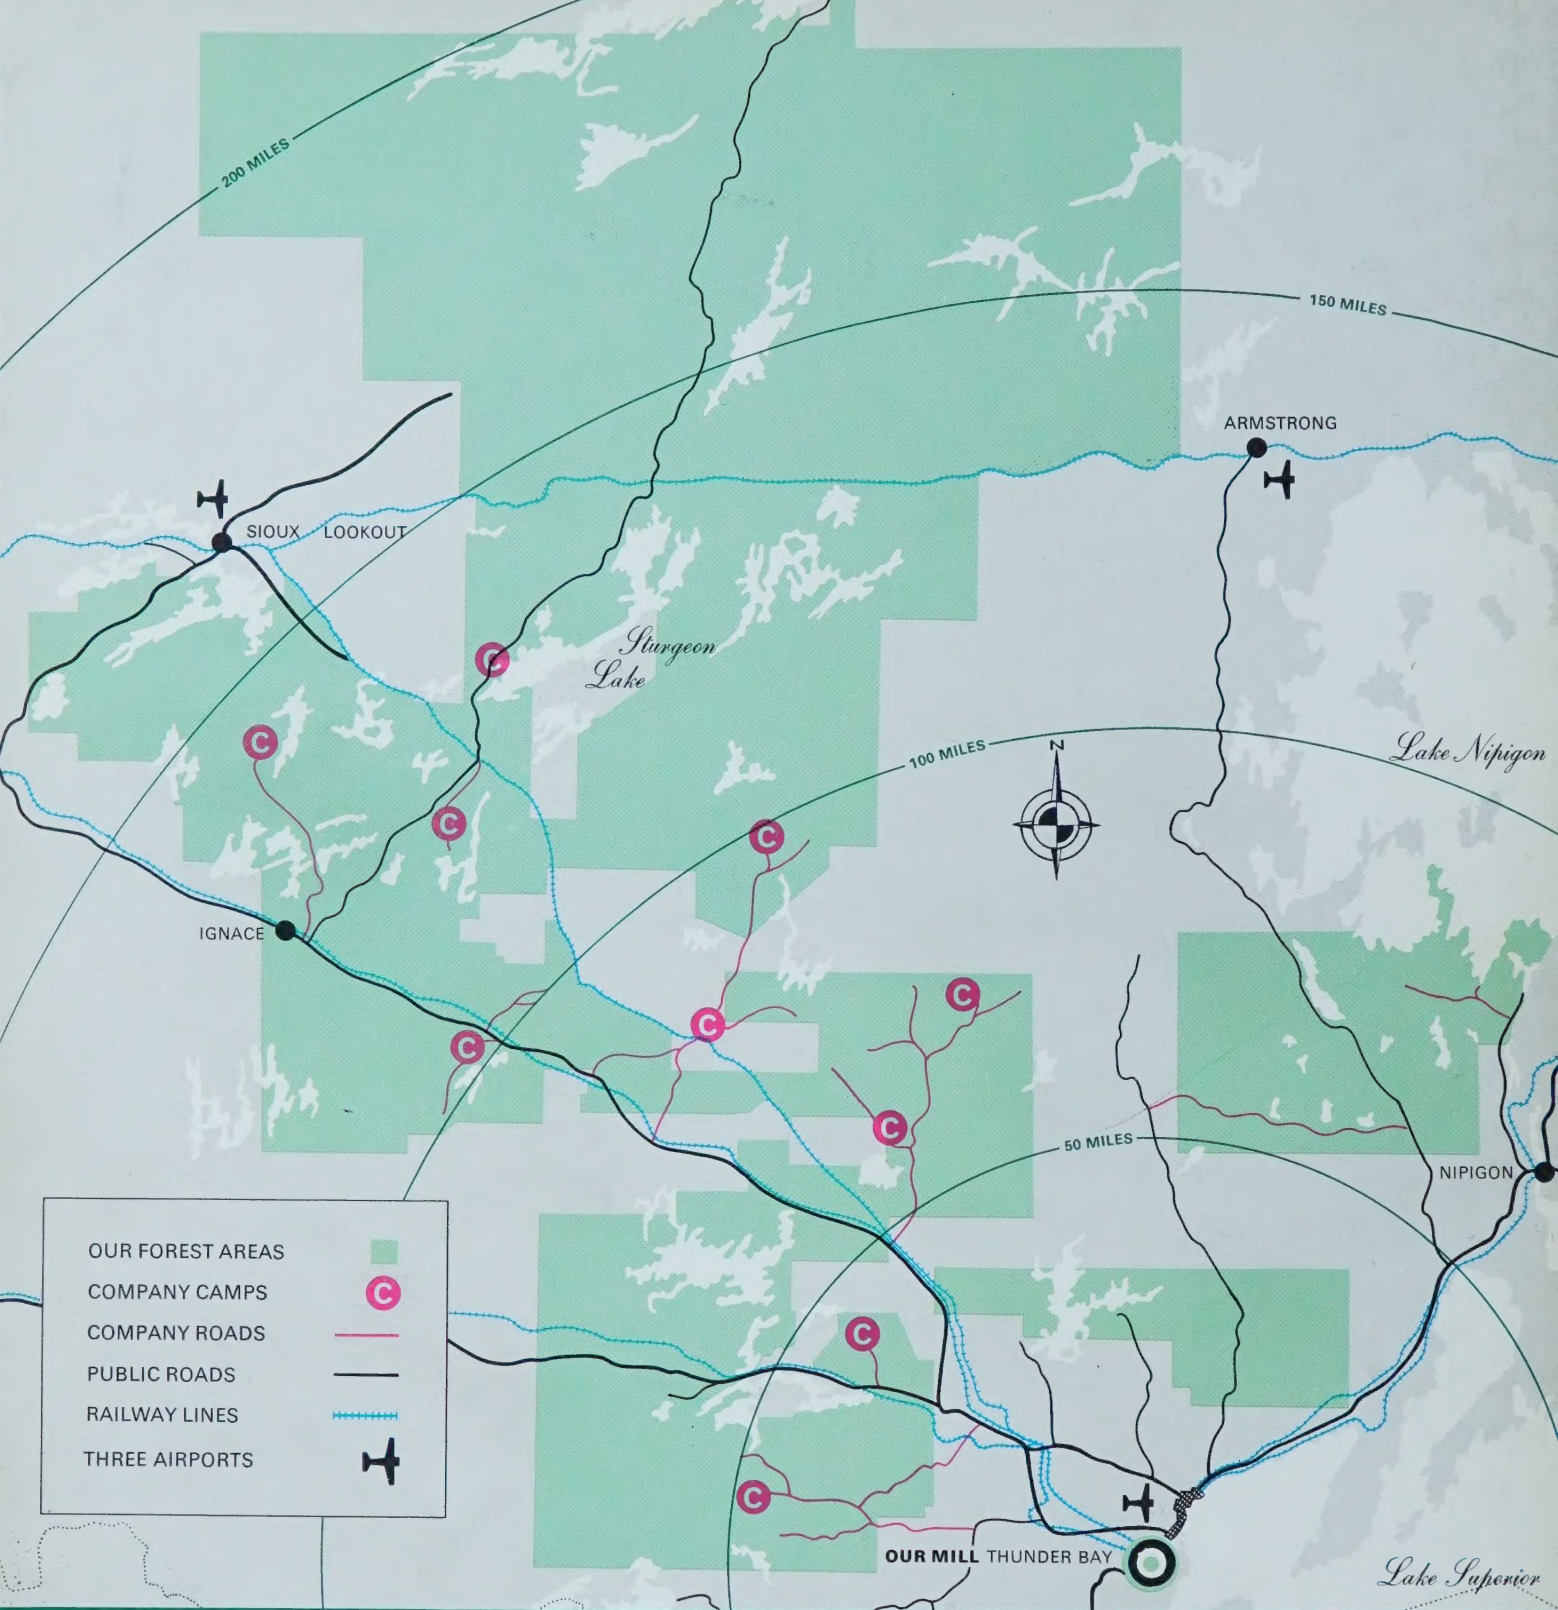 200 MILES
150 MILES
ARMSTRONG
SIOUX LOOKOUT
Sturgeon
Lake
C
C
Lake Nipigon
100 MILES
N
C
C
IGNACE
C
C
C
C
50 MILES
NIPIGON
OUR FOREST AREAS
COMPANY CAMPS C
COMPANY ROADS
PUBLIC ROADS
RAILWAY LINES
THREE AIRPORTS
C
C
OUR MILL THUNDER BAY
Lake Superior